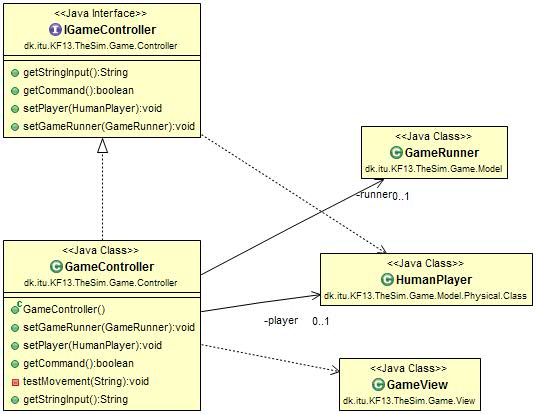 <<Java Interface>>
I IGameController
dk.itu.KF13.TheSim.Game.Controller
getStringInput():String
getCommand():boolean
setPlayer(HumanPlayer):void
setGameRunner(GameRunner):void
<<Java Class>>
C GameRunner
dk.itu.KF13.TheSim.Game.Model
-runner 0..1
<<Java Class>>
C GameController
dk.itu.KF13.TheSim.Game.Controller
C GameController()
setGameRunner(GameRunner):void
setPlayer(HumanPlayer):void
getCommand():boolean
testMovement(String):void
getStringInput():String
<<Java Class>>
C HumanPlayer
dk.itu.KF13.TheSim.Game.Model.Physical.Class
-player 0..1
<<Java Class>>
C GameView
dk.itu.KF13.TheSim.Game.View